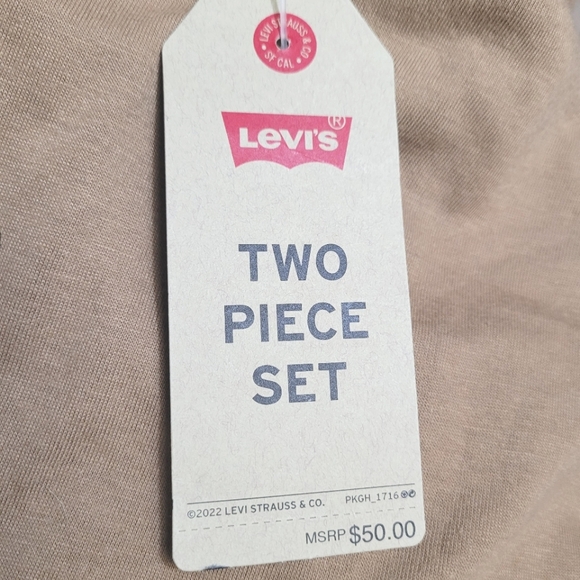 LEVI STRAUSS & CO
• SF CAL •
LEVI'S ®
TWO
PIECE
SET
©2022 LEVI STRAUSS & CO. PKGH_1716
MSRP $50.00